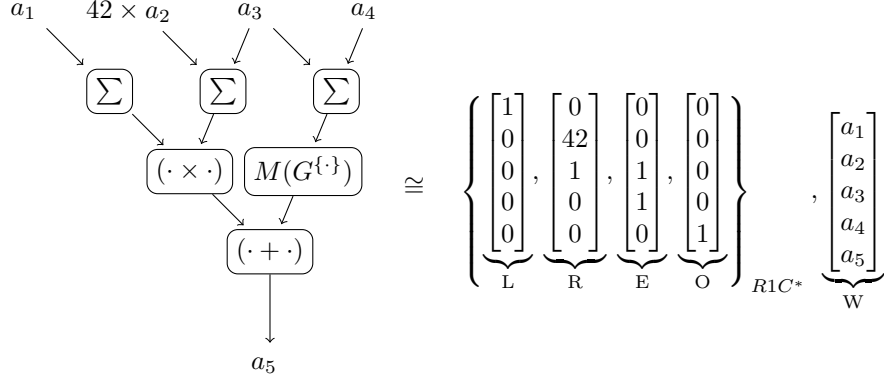 a₁ 42 × a₂ a₃ a₄
∑ ∑ ∑
(· × ·) M(G^{·})
(· + ·)
a₅
≅
{ [1 0 0 0 0], [0 42 1 0 0], [0 0 1 1 0], [0 0 0 0 1] } R1C* , [a₁ a₂ a₃ a₄ a₅]
L R E O W